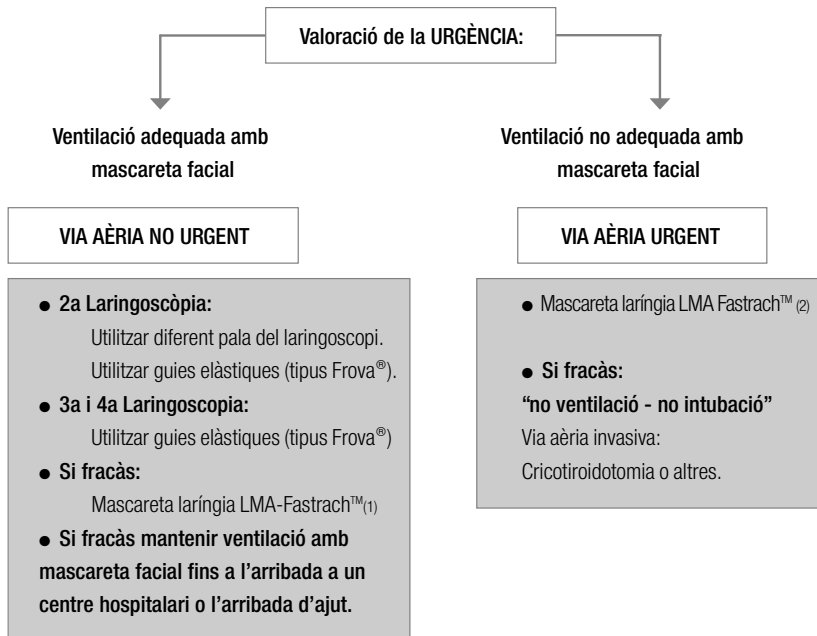 Valoració de la URGÈNCIA:
Ventilació adequada amb
mascareta facial
VIA AÈRIA NO URGENT
● 2a Laringoscòpia:
Utilitzar diferent pala del laringoscopi.
Utilitzar guies elàstiques (tipus Frova®).
● 3a i 4a Laringoscopia:
Utilitzar guies elàstiques (tipus Frova®)
● Si fracàs:
Mascareta laríngia LMA-Fastrach™(1)
● Si fracàs mantenir ventilació amb
mascareta facial fins a l’arribada a un
centre hospitalari o l’arribada d’ajut.
Ventilació no adequada amb
mascareta facial
VIA AÈRIA URGENT
● Mascareta laríngia LMA Fastrach™ (2)
● Si fracàs:
“no ventilació - no intubació”
Via aèria invasiva:
Cricotiroidotomia o altres.